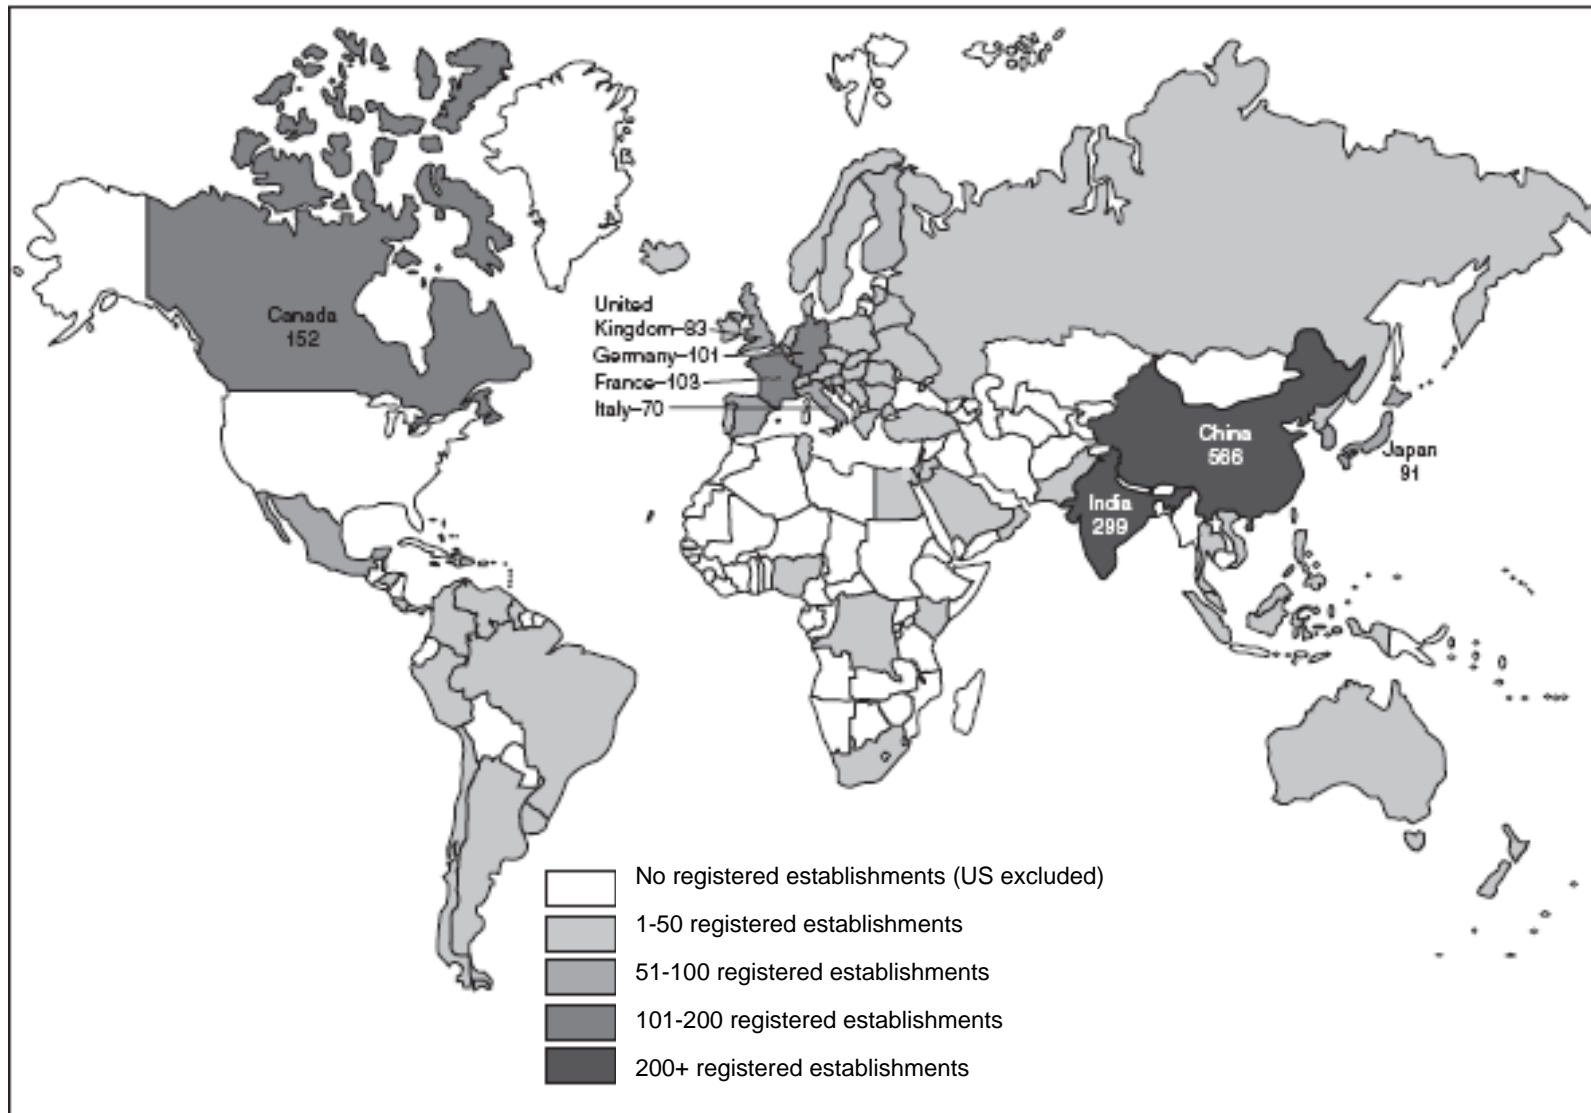 Canada
152
United
Kingdom–83
Germany–101
France–103
Italy–70
China
566
Japan
91
India
299
No registered establishments (US excluded)
1-50 registered establishments
51-100 registered establishments
101-200 registered establishments
200+ registered establishments